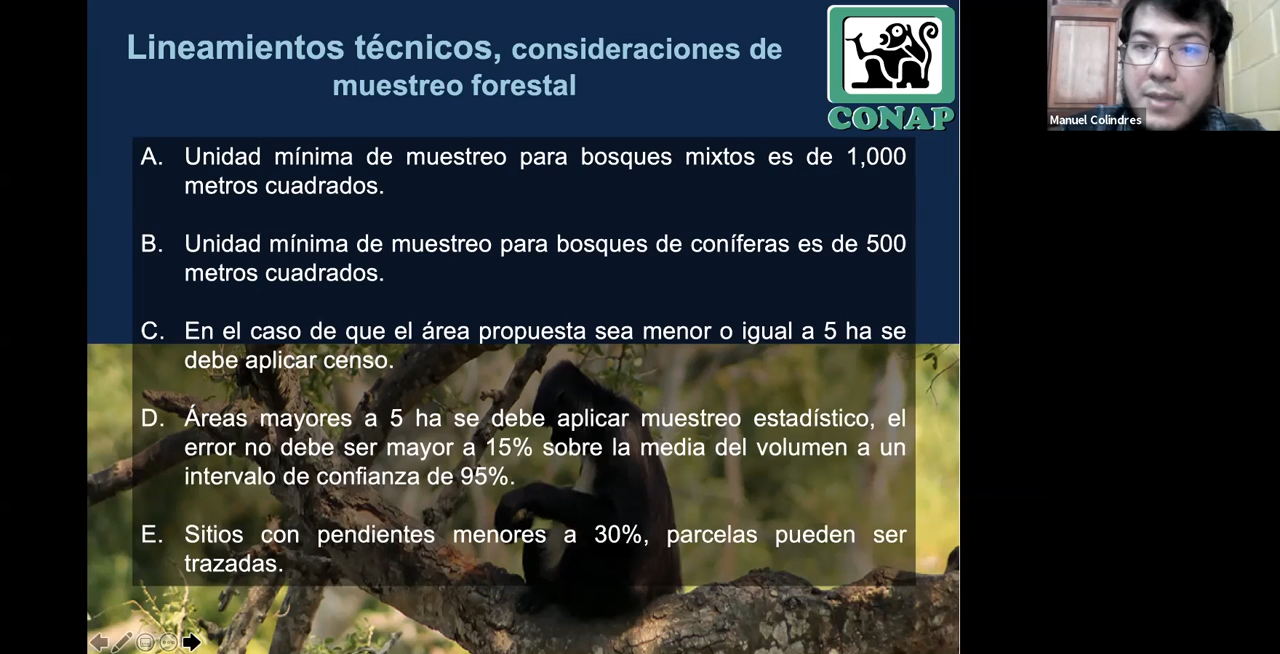 Lineamientos técnicos, consideraciones de
muestreo forestal
CONAP
Manuel Colindres
A. Unidad mínima de muestreo para bosques mixtos es de 1,000
metros cuadrados.
B. Unidad mínima de muestreo para bosques de coníferas es de 500
metros cuadrados.
C. En el caso de que el área propuesta sea menor o igual a 5 ha se
debe aplicar censo.
D. Áreas mayores a 5 ha se debe aplicar muestreo estadístico, el
error no debe ser mayor a 15% sobre la media del volumen a un
intervalo de confianza de 95%.
E. Sitios con pendientes menores a 30%, parcelas pueden ser
trazadas.